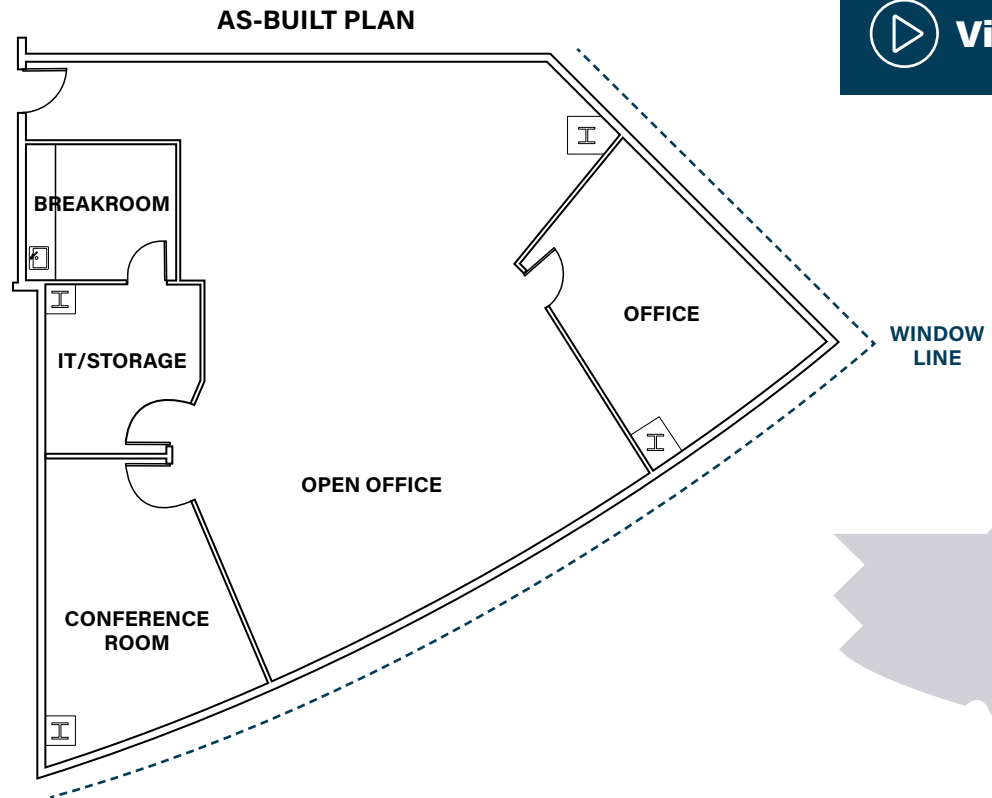 AS-BUILT PLAN
Vi
BREAKROOM
OFFICE
WINDOW
LINE
IT/STORAGE
OPEN OFFICE
CONFERENCE
ROOM